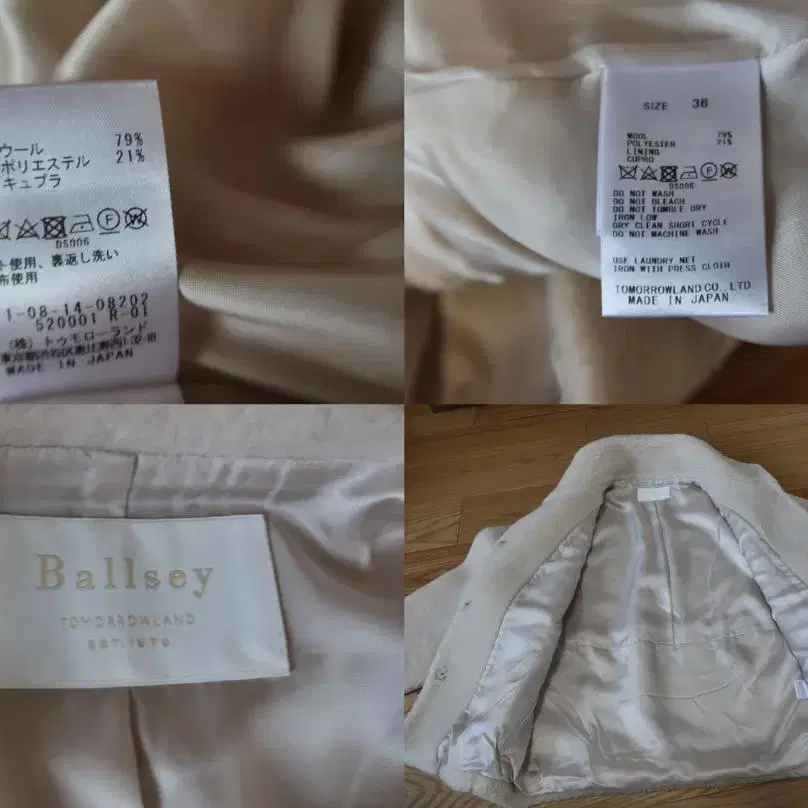 ウール 79%
ポリエステル 21%
キュプラ
DS006
ト使用、裏返し洗い
布使用
1-08-14-08202
520001 R-01
(株) トゥモローランド
MADE IN JAPAN
SIZE 36
WOOL 79%
POLYESTER 21%
LINING
CUPRO
DS006
DO NOT WASH
DO NOT BLEACH
DO NOT TUMBLE DRY
IRON LOW
DRY CLEAN SHORT CYCLE
DO NOT MACHINE WASH
USE LAUNDRY NET
IRON WITH PRESS CLOTH
TOMORROWLAND CO., LTD.
MADE IN JAPAN
Ballsey
TOMORROWLAND
EST. 1978